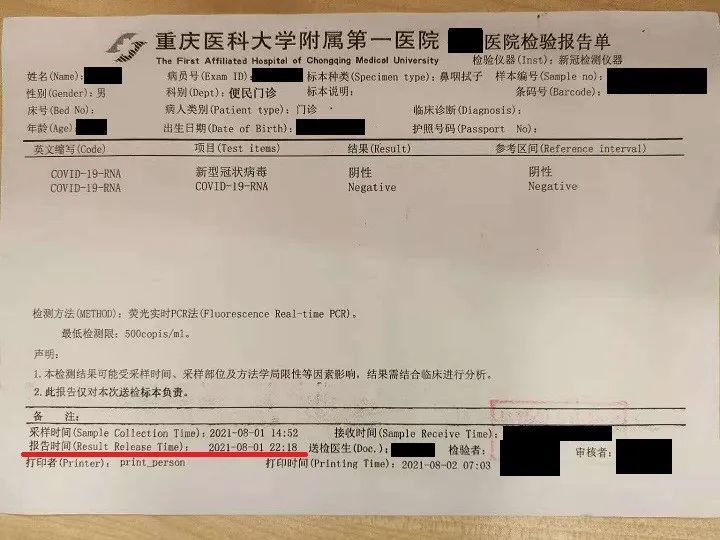 重庆医科大学附属第一医院 医院检验报告单
The First Affiliated Hospital of Chongqing Medical University 检验仪器(Inst): 新冠检测仪器
姓名(Name): 病员号(Exam ID): 标本种类(Specimen type): 鼻咽拭子 样本编号(Sample no):
性别(Gender): 男 科别(Dept): 便民门诊 标本说明: 条码号(Barcode):
床号(Bed No): 病人类别(Patient type): 门诊 临床诊断(Diagnosis):
年龄(Age) 出生日期(Date of Birth): 护照号码(Passport No):
英文缩写(Code) 项目(Test items) 结果(Result) 参考区间(Reference interval)
COVID-19-RNA 新型冠状病毒 阴性 阴性
COVID-19-RNA COVID-19-RNA Negative Negative
检测方法(METHOD): 荧光实时PCR法(Fluorescence Real-time PCR)。
最低检测限: 500copis/ml。
声明:
1.本检测结果可能受采样时间、采样部位及方法学局限性等因素影响, 结果需结合临床进行分析。
2.此报告仅对本次送检标本负责。
备 注:
采样时间(Sample Collection Time): 2021-08-01 14:52 接收时间(Sample Receive Time):
报告时间(Result Release Time): 2021-08-01 22:18 送检医生(Doc.): 检验者: 审核者:
打印者(Printer): print_person 打印时间(Printing Time): 2021-08-02 07:03